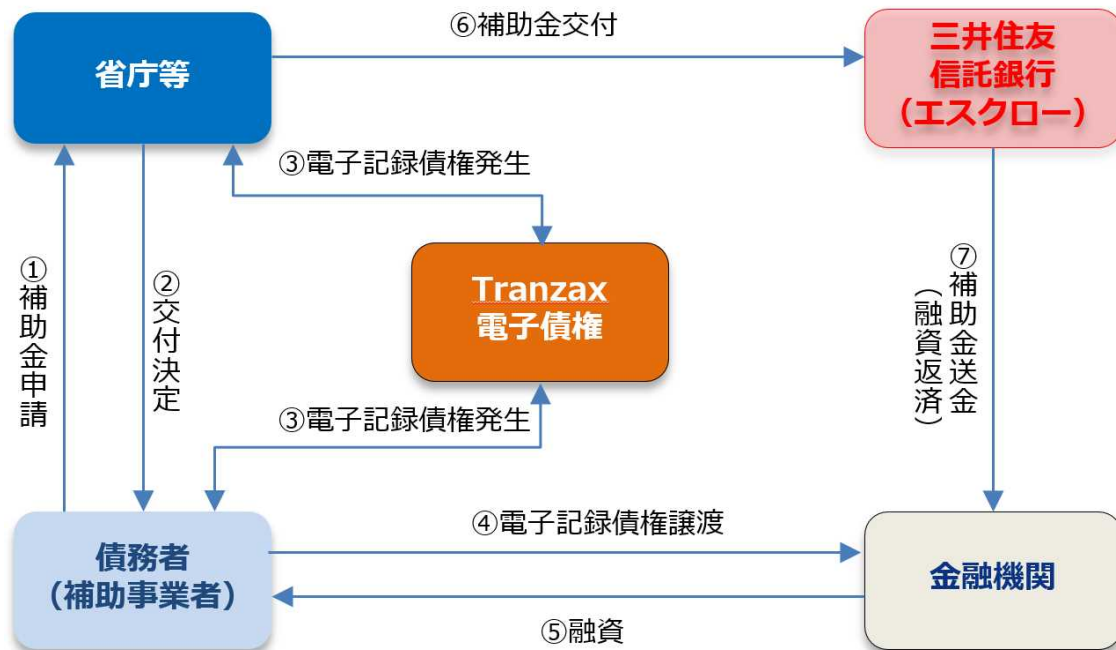 ⑥補助金交付
省庁等
三井住友
信託銀行
（エスクロー）
③電子記録債権発生
①補助金申請
②交付決定
Tranzax
電子債権
⑦補助金送金
（融資返済）
③電子記録債権発生
④電子記録債権譲渡
債務者
（補助事業者）
金融機関
⑤融資